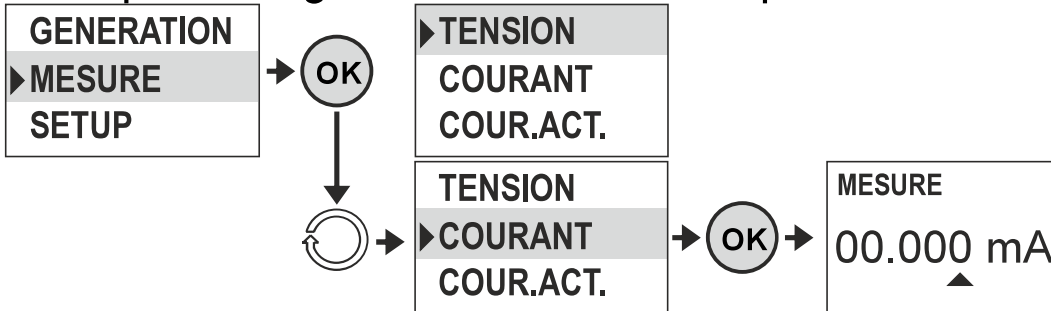 GENERATION
MESURE
SETUP
OK
TENSION
COURANT
COUR.ACT.
TENSION
COURANT
COUR.ACT.
OK
MESURE
00.000 mA